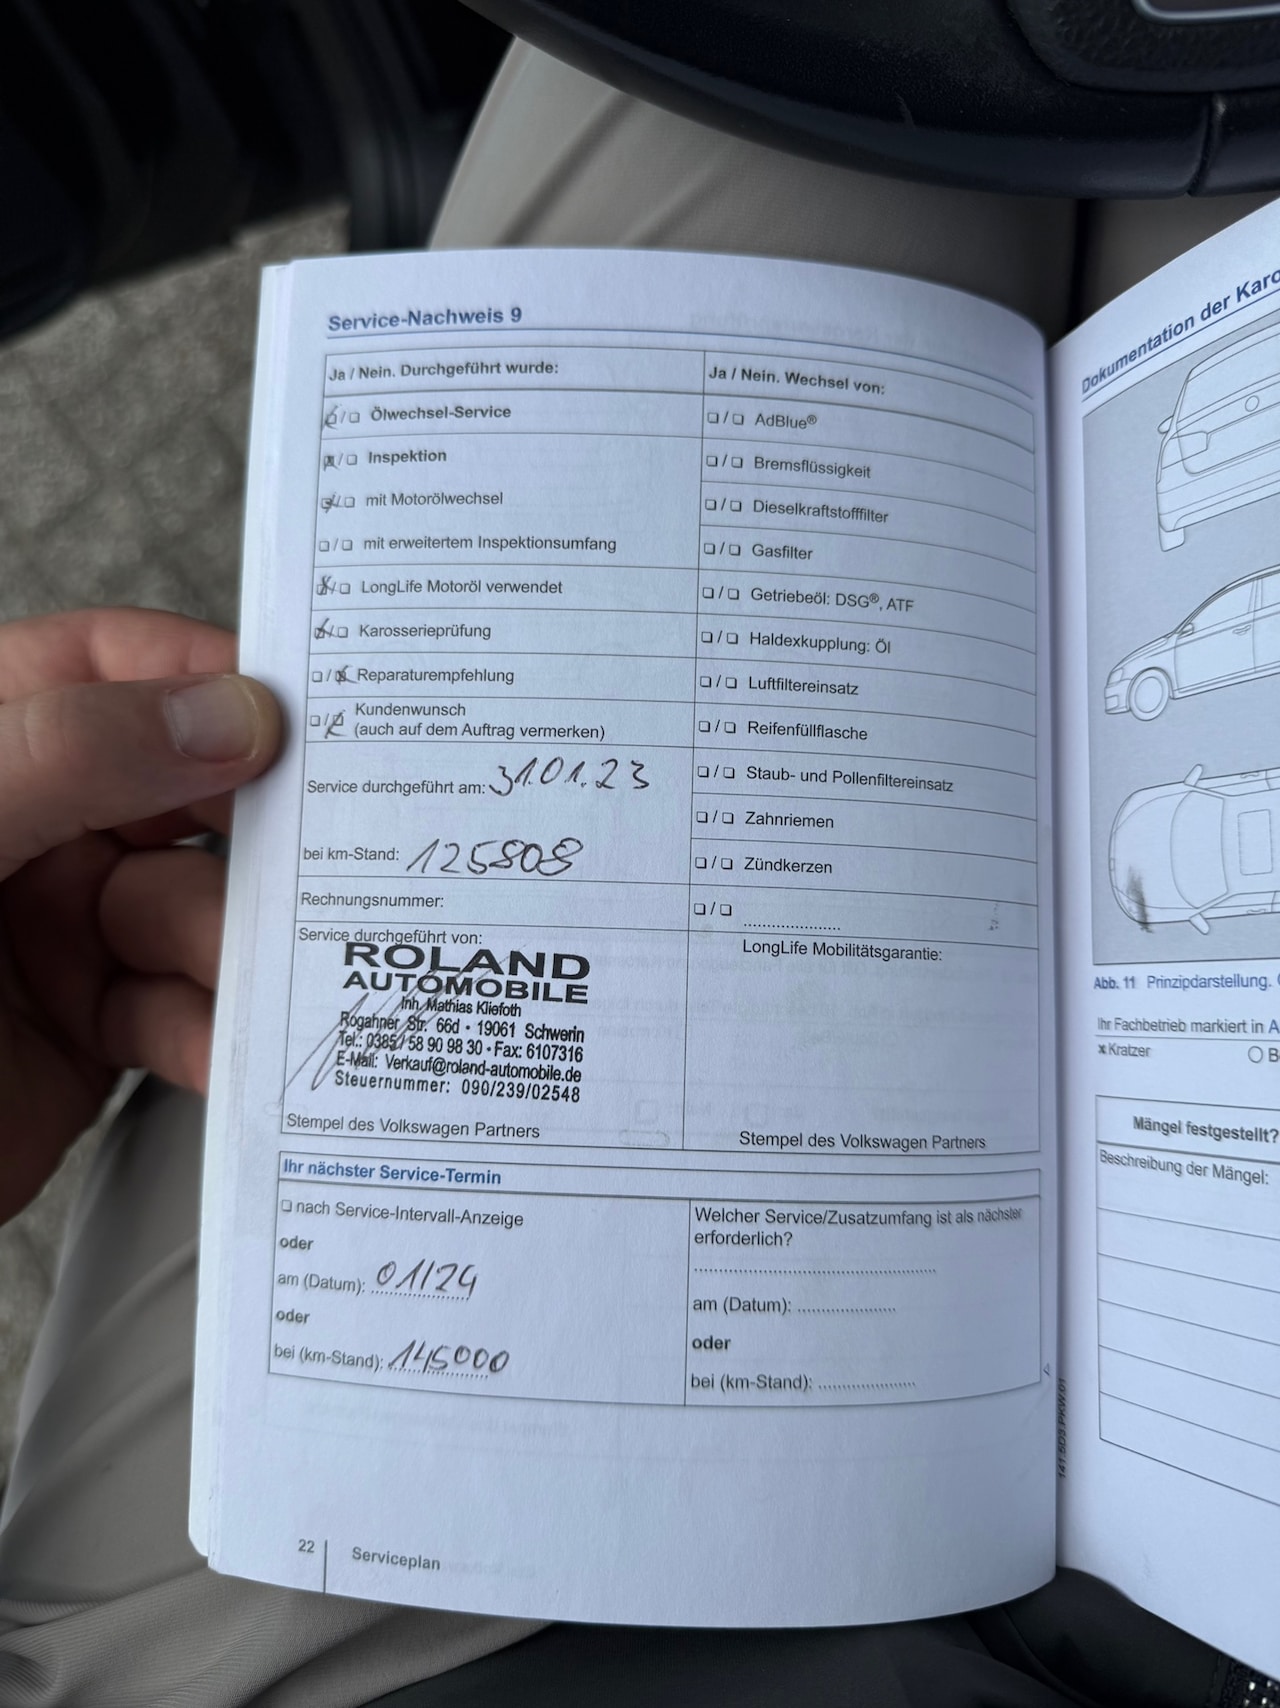 Service-Nachweis 9
Ja / Nein. Durchgeführt wurde:
❏/❏ Ölwechsel-Service
❏/❏ Inspektion
❏/❏ mit Motorölwechsel
❏/❏ mit erweitertem Inspektionsumfang
❏/❏ LongLife Motoröl verwendet
❏/❏ Karosserieprüfung
❏/❏ Reparaturempfehlung
❏/❏ Kundenwunsch
(auch auf dem Auftrag vermerken)
Service durchgeführt am: 31.01.23
bei km-Stand: 125808
Rechnungsnummer:
Service durchgeführt von:
ROLAND
AUTOMOBILE
Inh. Mathias Kliefoth
Rogahner Str. 66d • 19061 Schwerin
Tel.: 0385 / 58 90 98 30 • Fax: 6107316
E-Mail: Verkauf@roland-automobile.de
Steuernummer: 090/239/02548
Stempel des Volkswagen Partners
Ja / Nein. Wechsel von:
❏/❏ AdBlue®
❏/❏ Bremsflüssigkeit
❏/❏ Dieselkraftstofffilter
❏/❏ Gasfilter
❏/❏ Getriebeöl: DSG®, ATF
❏/❏ Haldexkupplung: Öl
❏/❏ Luftfiltereinsatz
❏/❏ Reifenfüllflasche
❏/❏ Staub- und Pollenfiltereinsatz
❏/❏ Zahnriemen
❏/❏ Zündkerzen
❏/❏ ....................
LongLife Mobilitätsgarantie:
Stempel des Volkswagen Partners
Ihr nächster Service-Termin
❏ nach Service-Intervall-Anzeige
oder
am (Datum): 01/24
oder
bei (km-Stand): 145000
Welcher Service/Zusatzumfang ist als nächster
erforderlich?
am (Datum): ....................
oder
bei (km-Stand): ....................
22
Serviceplan
141.5D3.PKW.01
Dokumentation der
Abb. 11 Prinzipdarstellung.
Ihr Fachbetrieb markiert in
x Kratzer
Mängel festgestellt?
Beschreibung der Mängel: